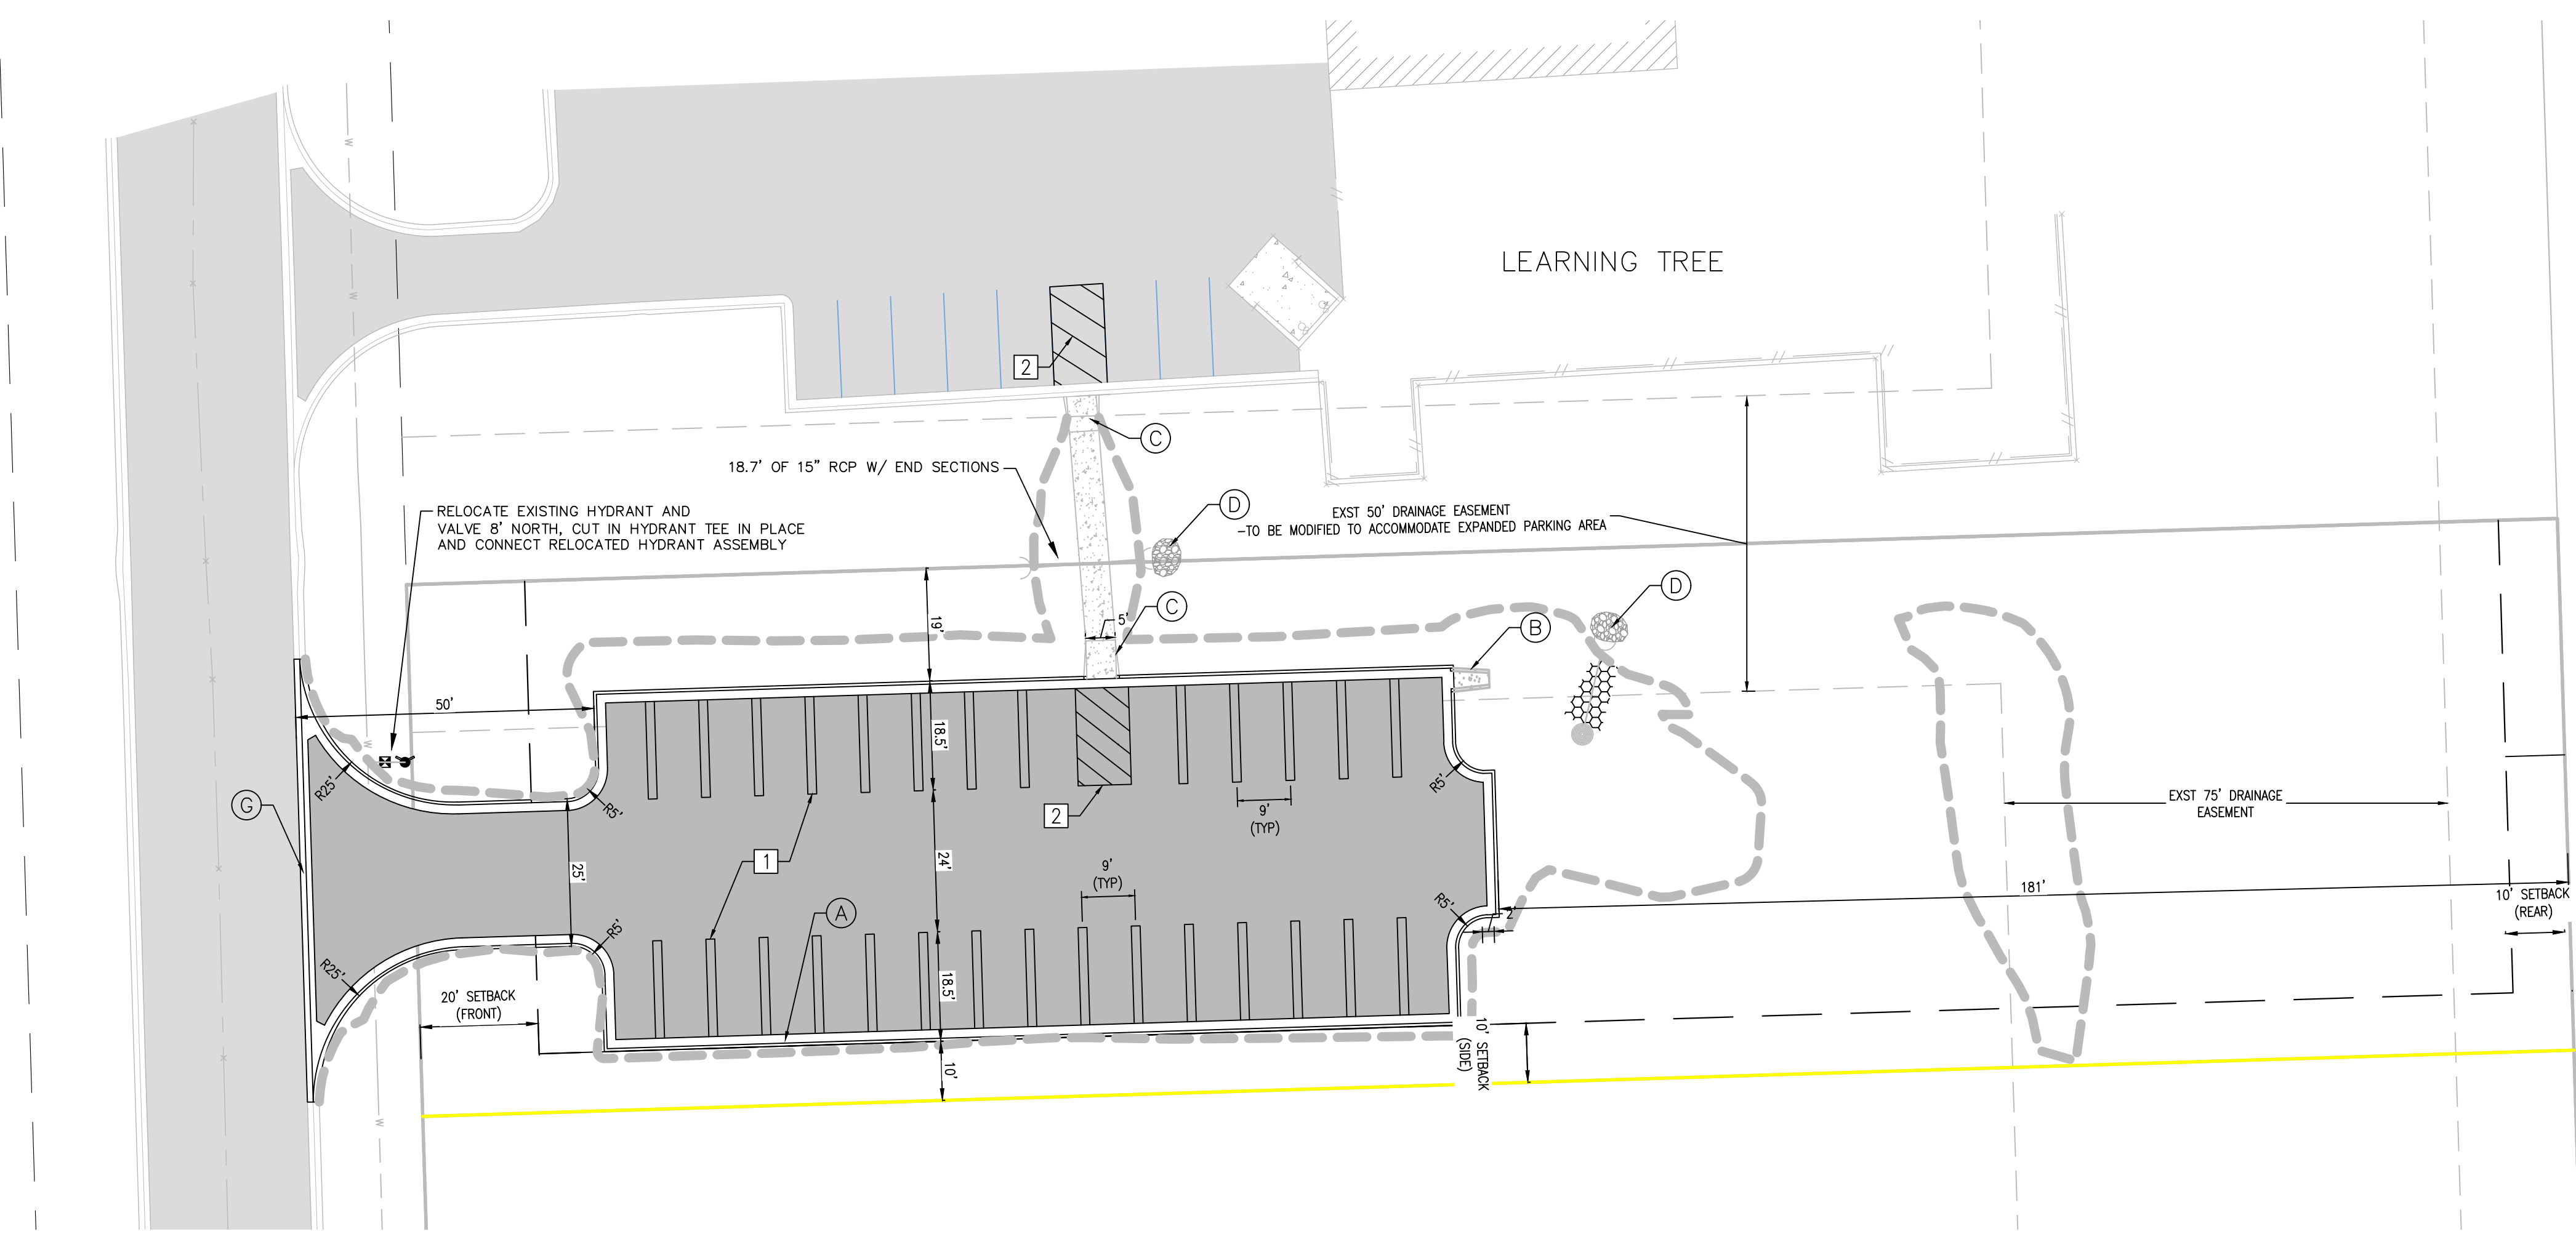 W
W
LEARNING TREE
2
C
18.7' OF 15" RCP W/ END SECTIONS
D
RELOCATE EXISTING HYDRANT AND
VALVE 8' NORTH, CUT IN HYDRANT TEE IN PLACE
AND CONNECT RELOCATED HYDRANT ASSEMBLY
EXST 50' DRAINAGE EASEMENT
-TO BE MODIFIED TO ACCOMMODATE EXPANDED PARKING AREA
D
C
5'
19'
B
50'
W
18.5'
R25'
R5'
R5'
G
2
9'
(TYP)
EXST 75' DRAINAGE
EASEMENT
1
24'
25'
9'
(TYP)
181'
10' SETBACK
(REAR)
A
R5'
R5'
2'
R25'
18.5'
20' SETBACK
(FRONT)
10'
10' SETBACK
(SIDE)
W